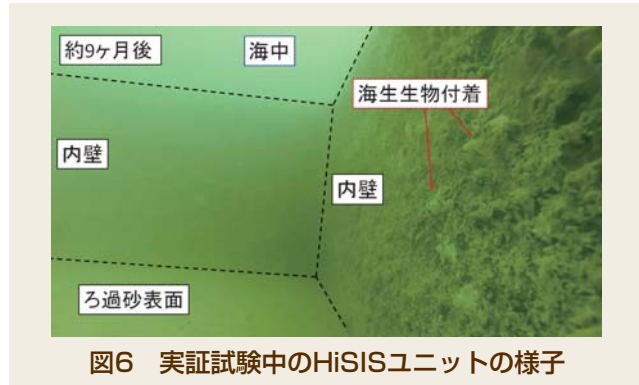 約9ヶ月後
海中
海生生物付着
内壁
内壁
ろ過砂表面
図6 実証試験中のHiSISユニットの様子